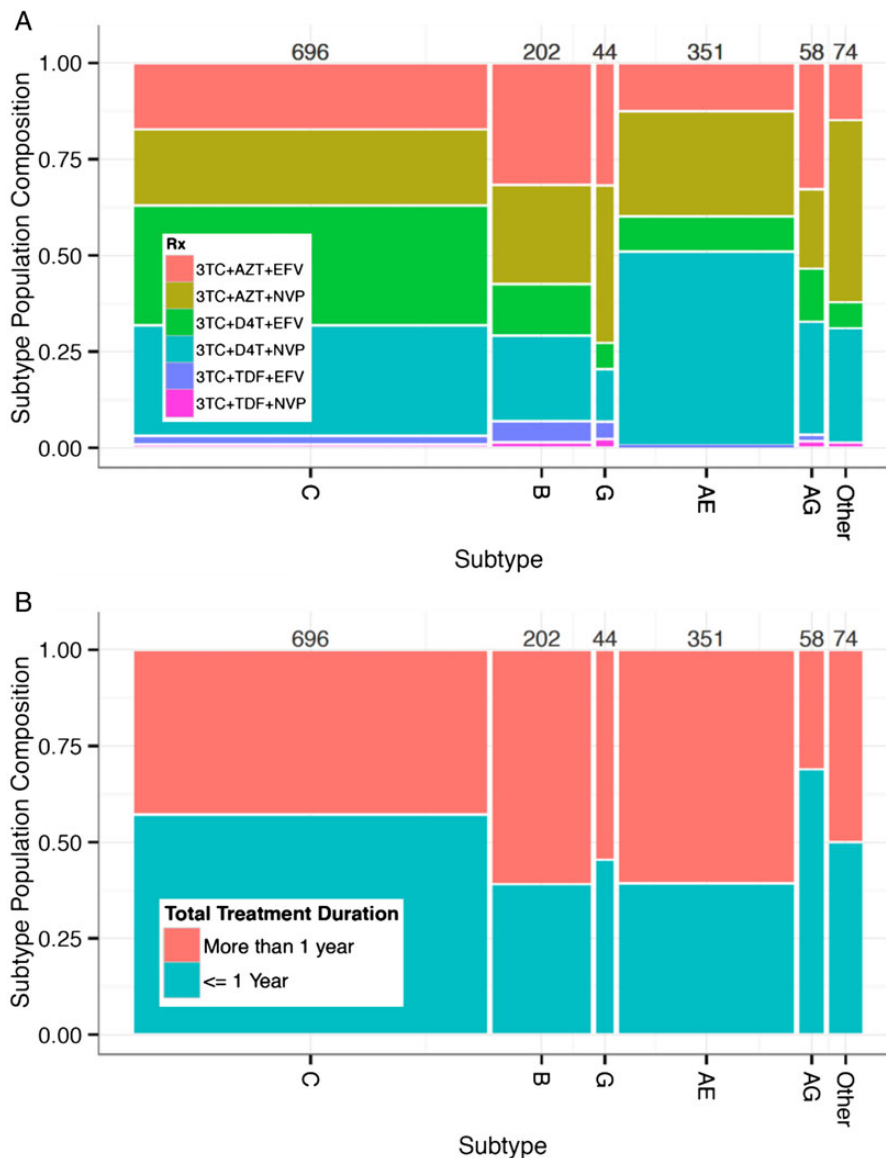 A
696 202 44 351 58 74
1.00
0.75
0.50
0.25
0.00
Subtype Population Composition
Rx
3TC+AZT+EFV
3TC+AZT+NVP
3TC+D4T+EFV
3TC+D4T+NVP
3TC+TDF+EFV
3TC+TDF+NVP
C B G AE AG Other
Subtype
B
696 202 44 351 58 74
1.00
0.75
0.50
0.25
0.00
Subtype Population Composition
Total Treatment Duration
More than 1 year
<= 1 Year
C B G AE AG Other
Subtype